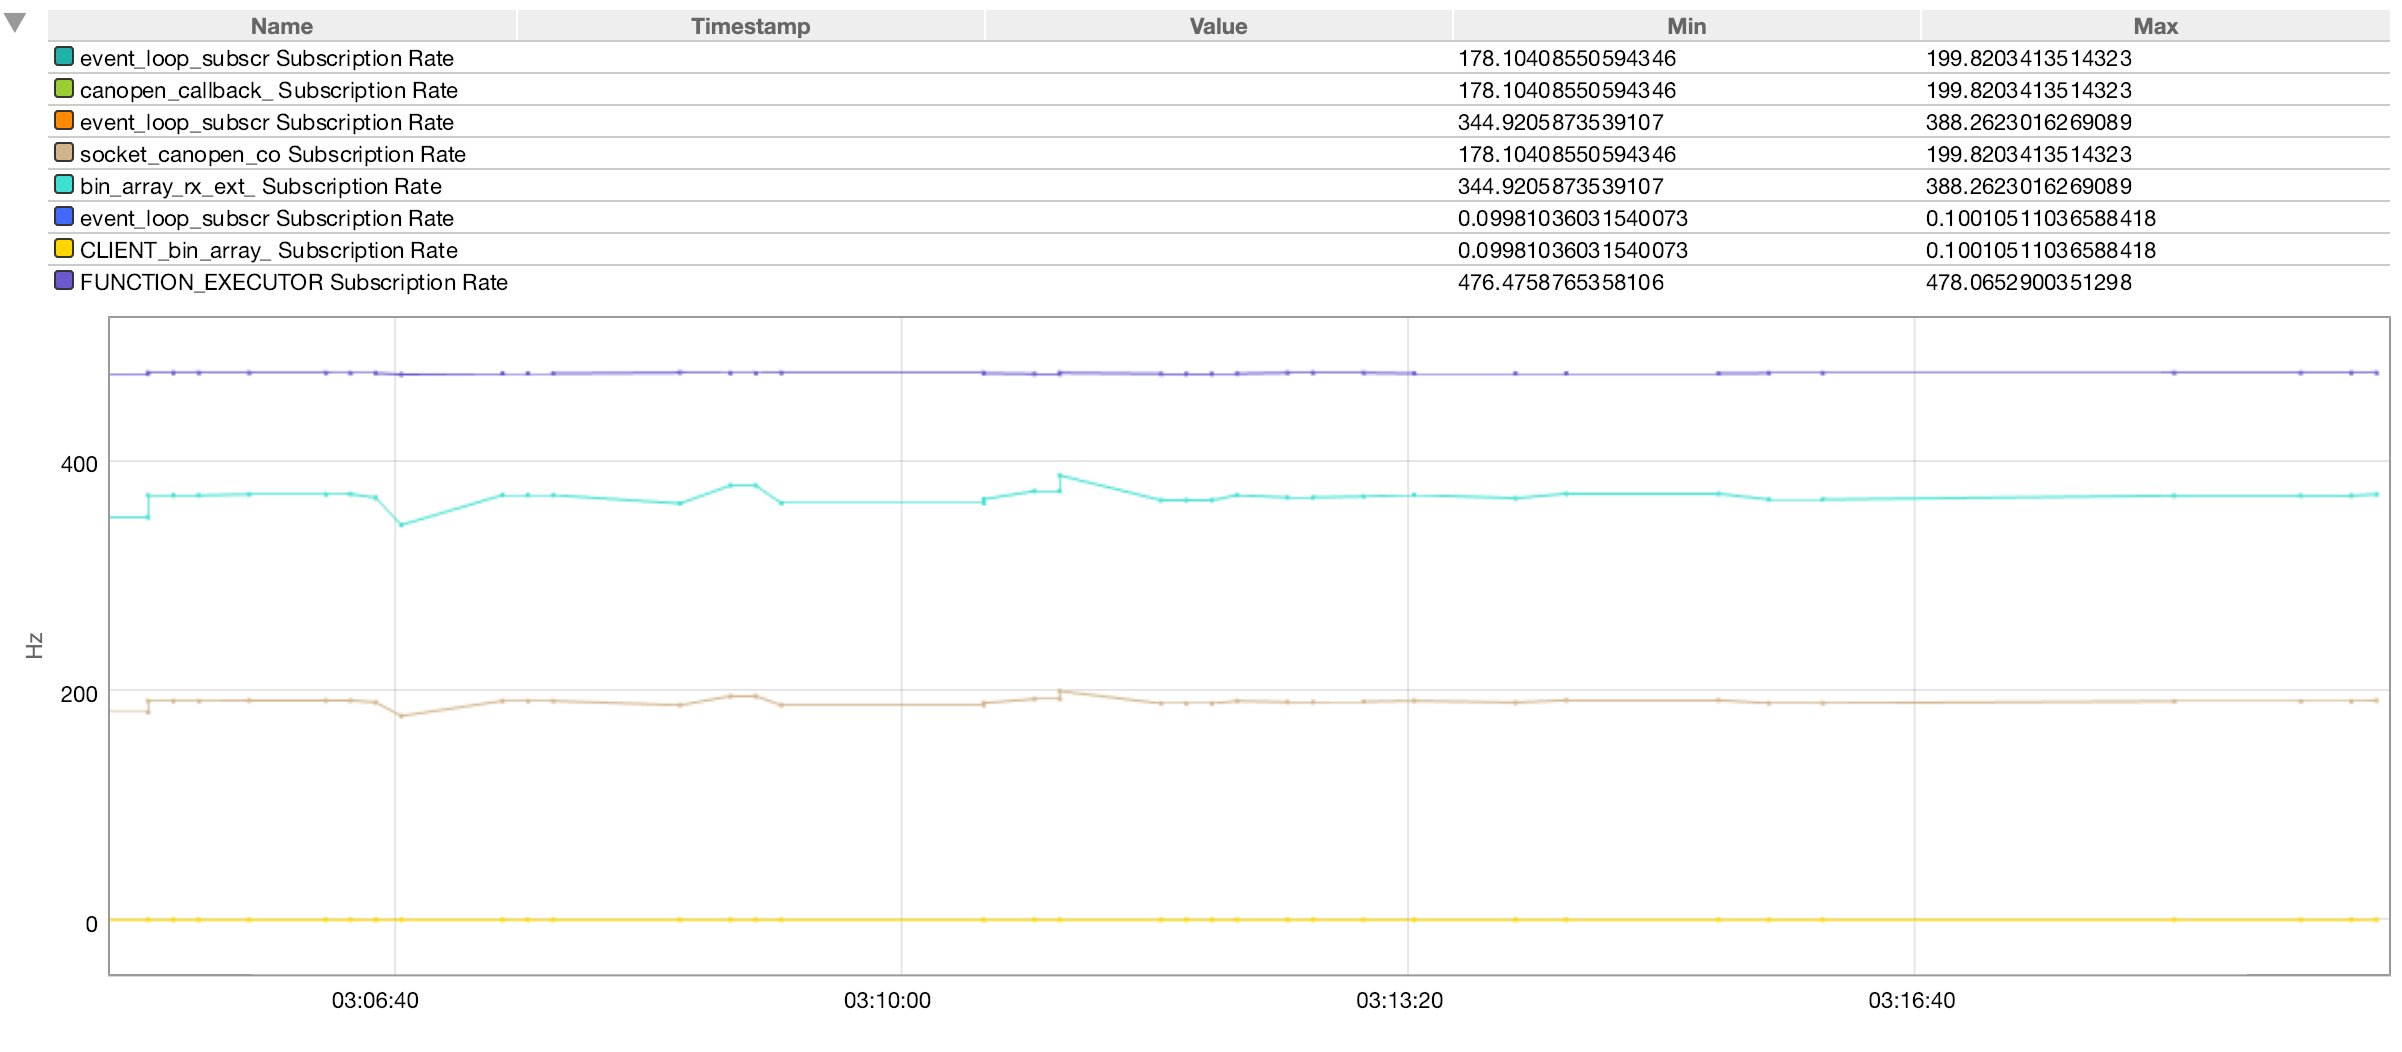 Name Timestamp Value Min Max
event_loop_subscr Subscription Rate 178.10408550594346 199.8203413514323
canopen_callback_ Subscription Rate 178.10408550594346 199.8203413514323
event_loop_subscr Subscription Rate 344.9205873539107 388.2623016269089
socket_canopen_co Subscription Rate 178.10408550594346 199.8203413514323
bin_array_rx_ext_ Subscription Rate 344.9205873539107 388.2623016269089
event_loop_subscr Subscription Rate 0.09981036031540073 0.10010511036588418
CLIENT_bin_array_ Subscription Rate 0.09981036031540073 0.10010511036588418
FUNCTION_EXECUTOR Subscription Rate 476.4758765358106 478.0652900351298
400
Hz
200
0
03:06:40 03:10:00 03:13:20 03:16:40